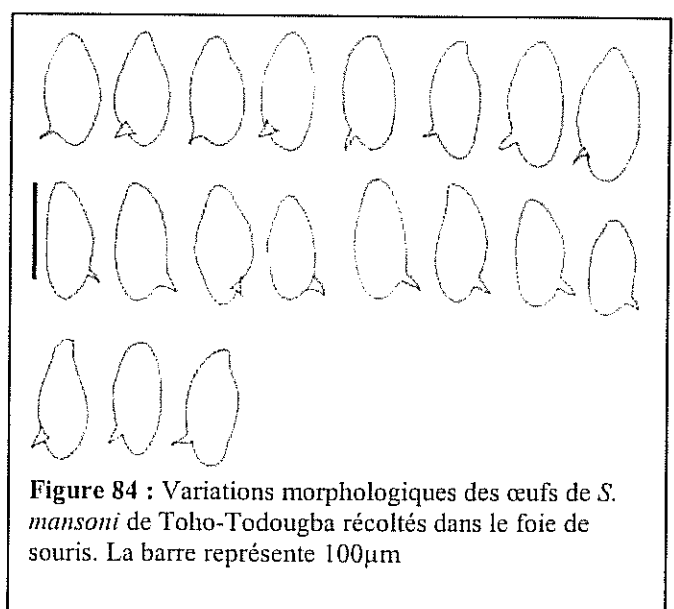 Figure 84 : Variations morphologiques des œufs de S.
mansoni de Toho-Todougba récoltés dans le foie de
souris. La barre représente 100µm